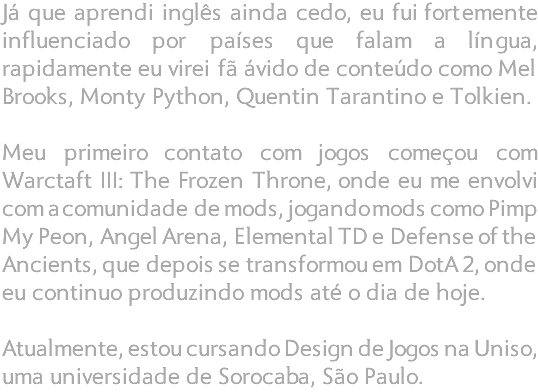 Já que aprendi inglês ainda cedo, eu fui fortemente
influenciado por países que falam a língua,
rapidamente eu virei fã ávido de conteúdo como Mel
Brooks, Monty Python, Quentin Tarantino e Tolkien.
Meu primeiro contato com jogos começou com
Warctaft III: The Frozen Throne, onde eu me envolvi
com a comunidade de mods, jogando mods como Pimp
My Peon, Angel Arena, Elemental TD e Defense of the
Ancients, que depois se transformou em DotA 2, onde
eu continuo produzindo mods até o dia de hoje.
Atualmente, estou cursando Design de Jogos na Uniso,
uma universidade de Sorocaba, São Paulo.